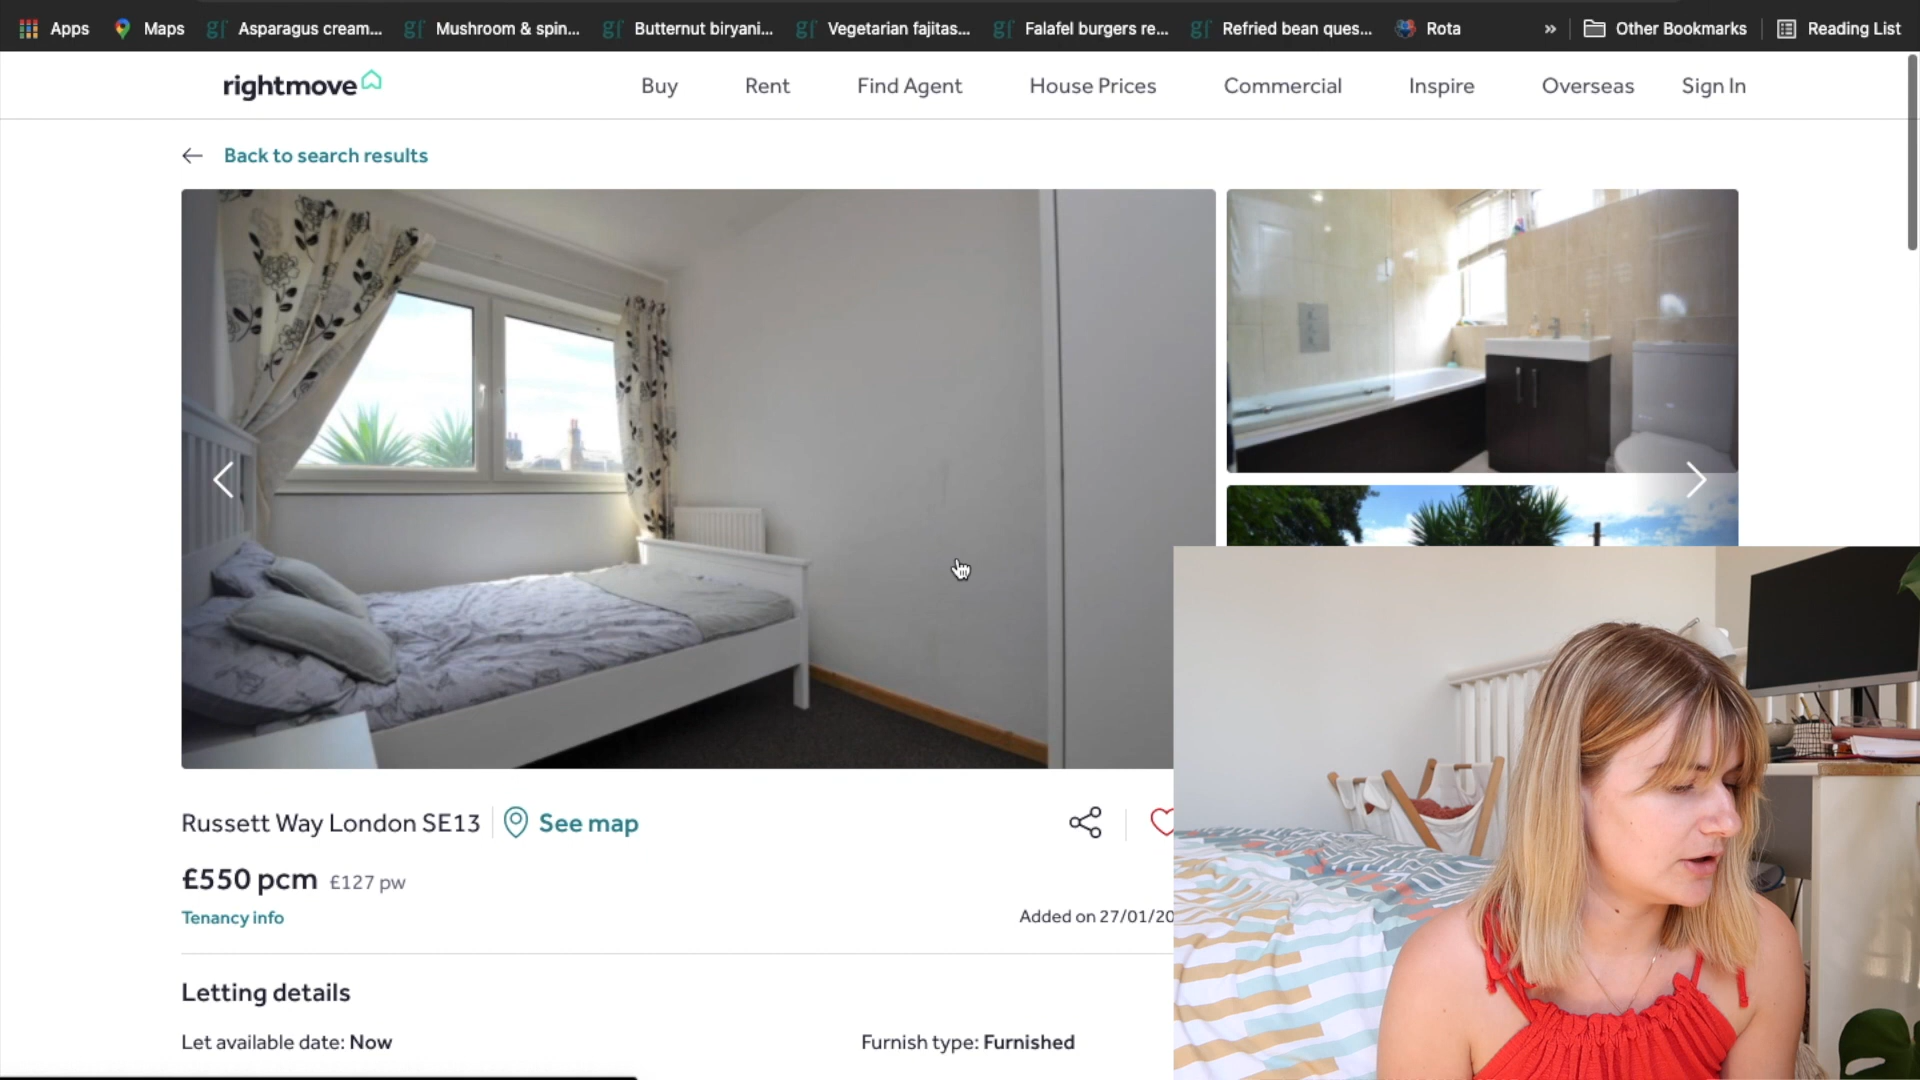 Apps Maps Asparagus cream... Mushroom & spin... Butternut biryani... Vegetarian fajitas... Falafel burgers re... Refried bean ques... Rota » Other Bookmarks Reading List
rightmove Buy Rent Find Agent House Prices Commercial Inspire Overseas Sign In
Back to search results
Russett Way London SE13 See map
£550 pcm £127 pw
Tenancy info Added on 27/01/20
Letting details
Let available date: Now Furnish type: Furnished